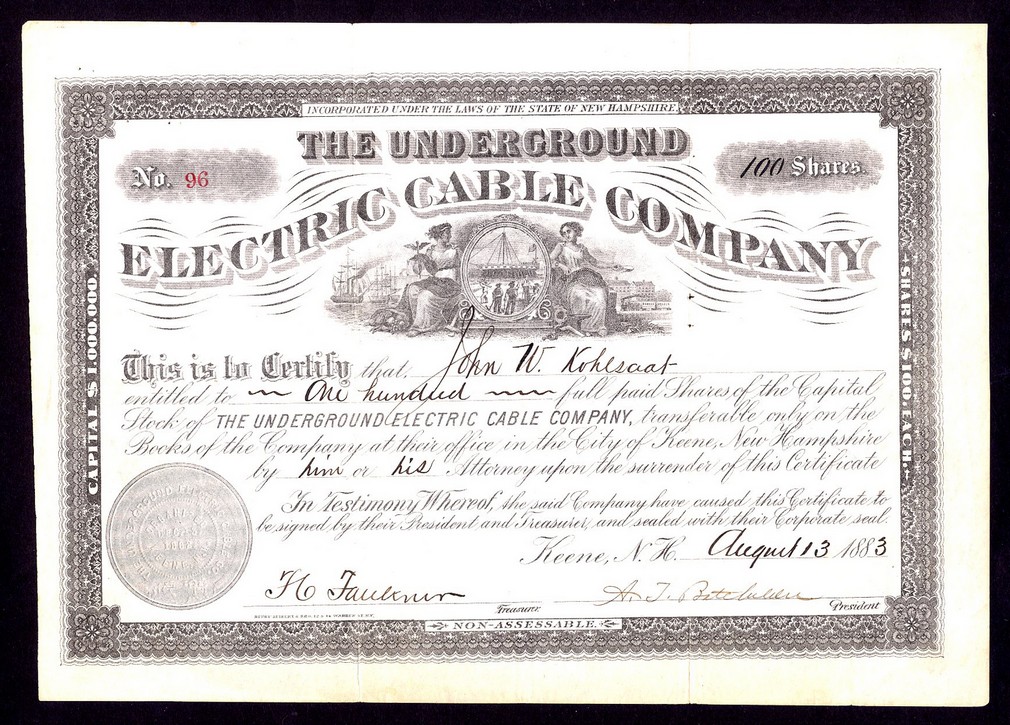 INCORPORATED UNDER THE LAWS OF THE STATE OF NEW HAMPSHIRE.
THE UNDERGROUND
No. 96
100 Shares.
ELECTRIC CABLE COMPANY
CAPITAL $1.000.000.
SHARES $100. EACH.
This is to Certify that, John W. Kohlsaat
entitled to One hundred full paid Shares of the Capital
Stock of THE UNDERGROUND ELECTRIC CABLE COMPANY, transferable only on the
Books of the Company at their office in the City of Keene, New Hampshire
by him or his Attorney upon the surrender of this Certificate
In Testimony Whereof, the said Company have caused this Certificate to
be signed by their President and Treasurer, and sealed with their Corporate seal.
Keene, N.H. August 13 1883
Faulkner
Treasurer
A. T.
President
NON-ASSESSABLE.